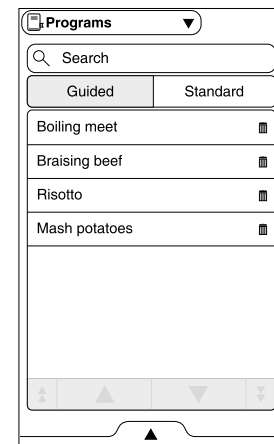 Programs
Search
Guided Standard
Boiling meet
Braising beef
Risotto
Mash potatoes